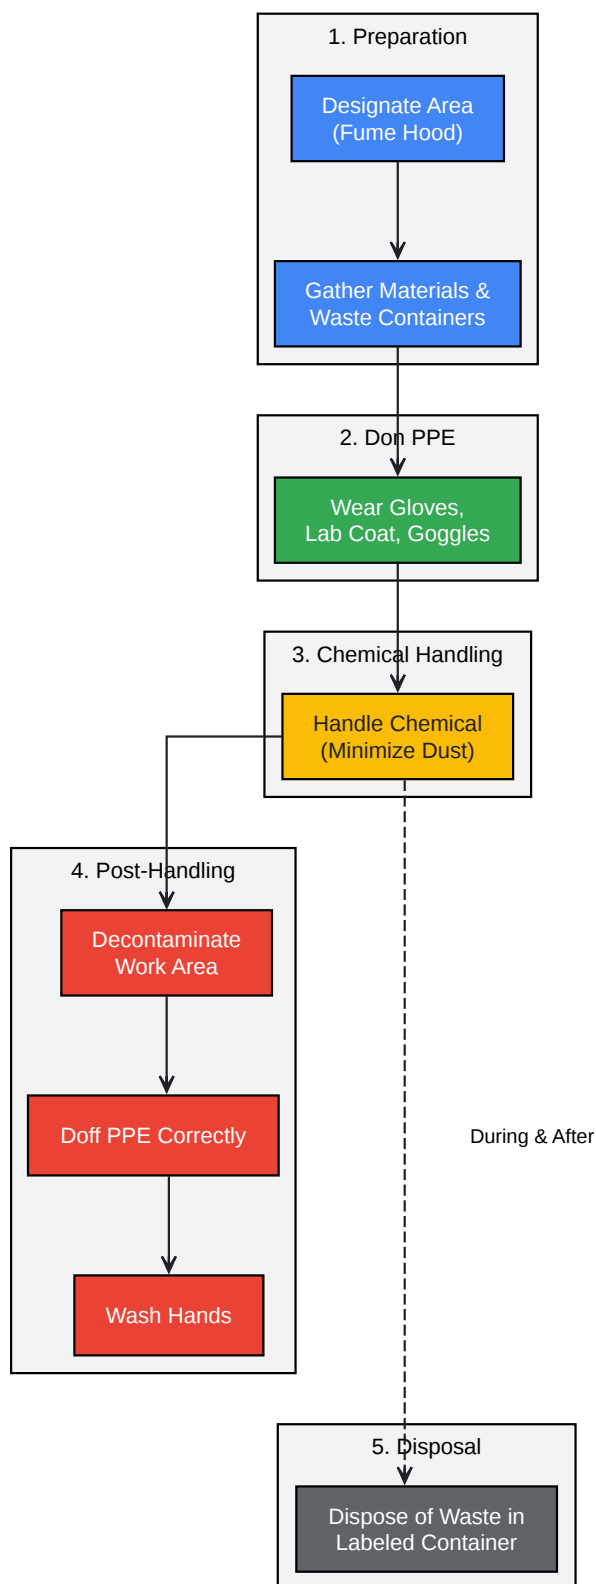 1. Preparation
Designate Area
(Fume Hood)
Gather Materials &
Waste Containers
2. Don PPE
Wear Gloves,
Lab Coat, Goggles
3. Chemical Handling
Handle Chemical
(Minimize Dust)
4. Post-Handling
Decontaminate
Work Area
Doff PPE Correctly
During & After
Wash Hands
5. Disposal
Dispose of Waste in
Labeled Container